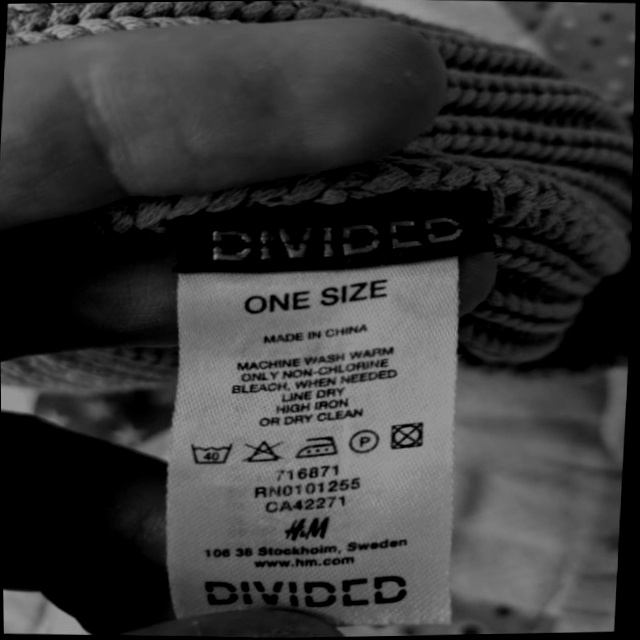 DIVIDED
ONE SIZE
MADE IN CHINA
MACHINE WASH WARM
ONLY NON-CHLORINE
BLEACH, WHEN NEEDED
LINE DRY
HIGH IRON
OR DRY CLEAN
40 P
716871
RN0101255
CA42271
H&M
106 38 Stockholm, Sweden
www.hm.com
DIVIDED